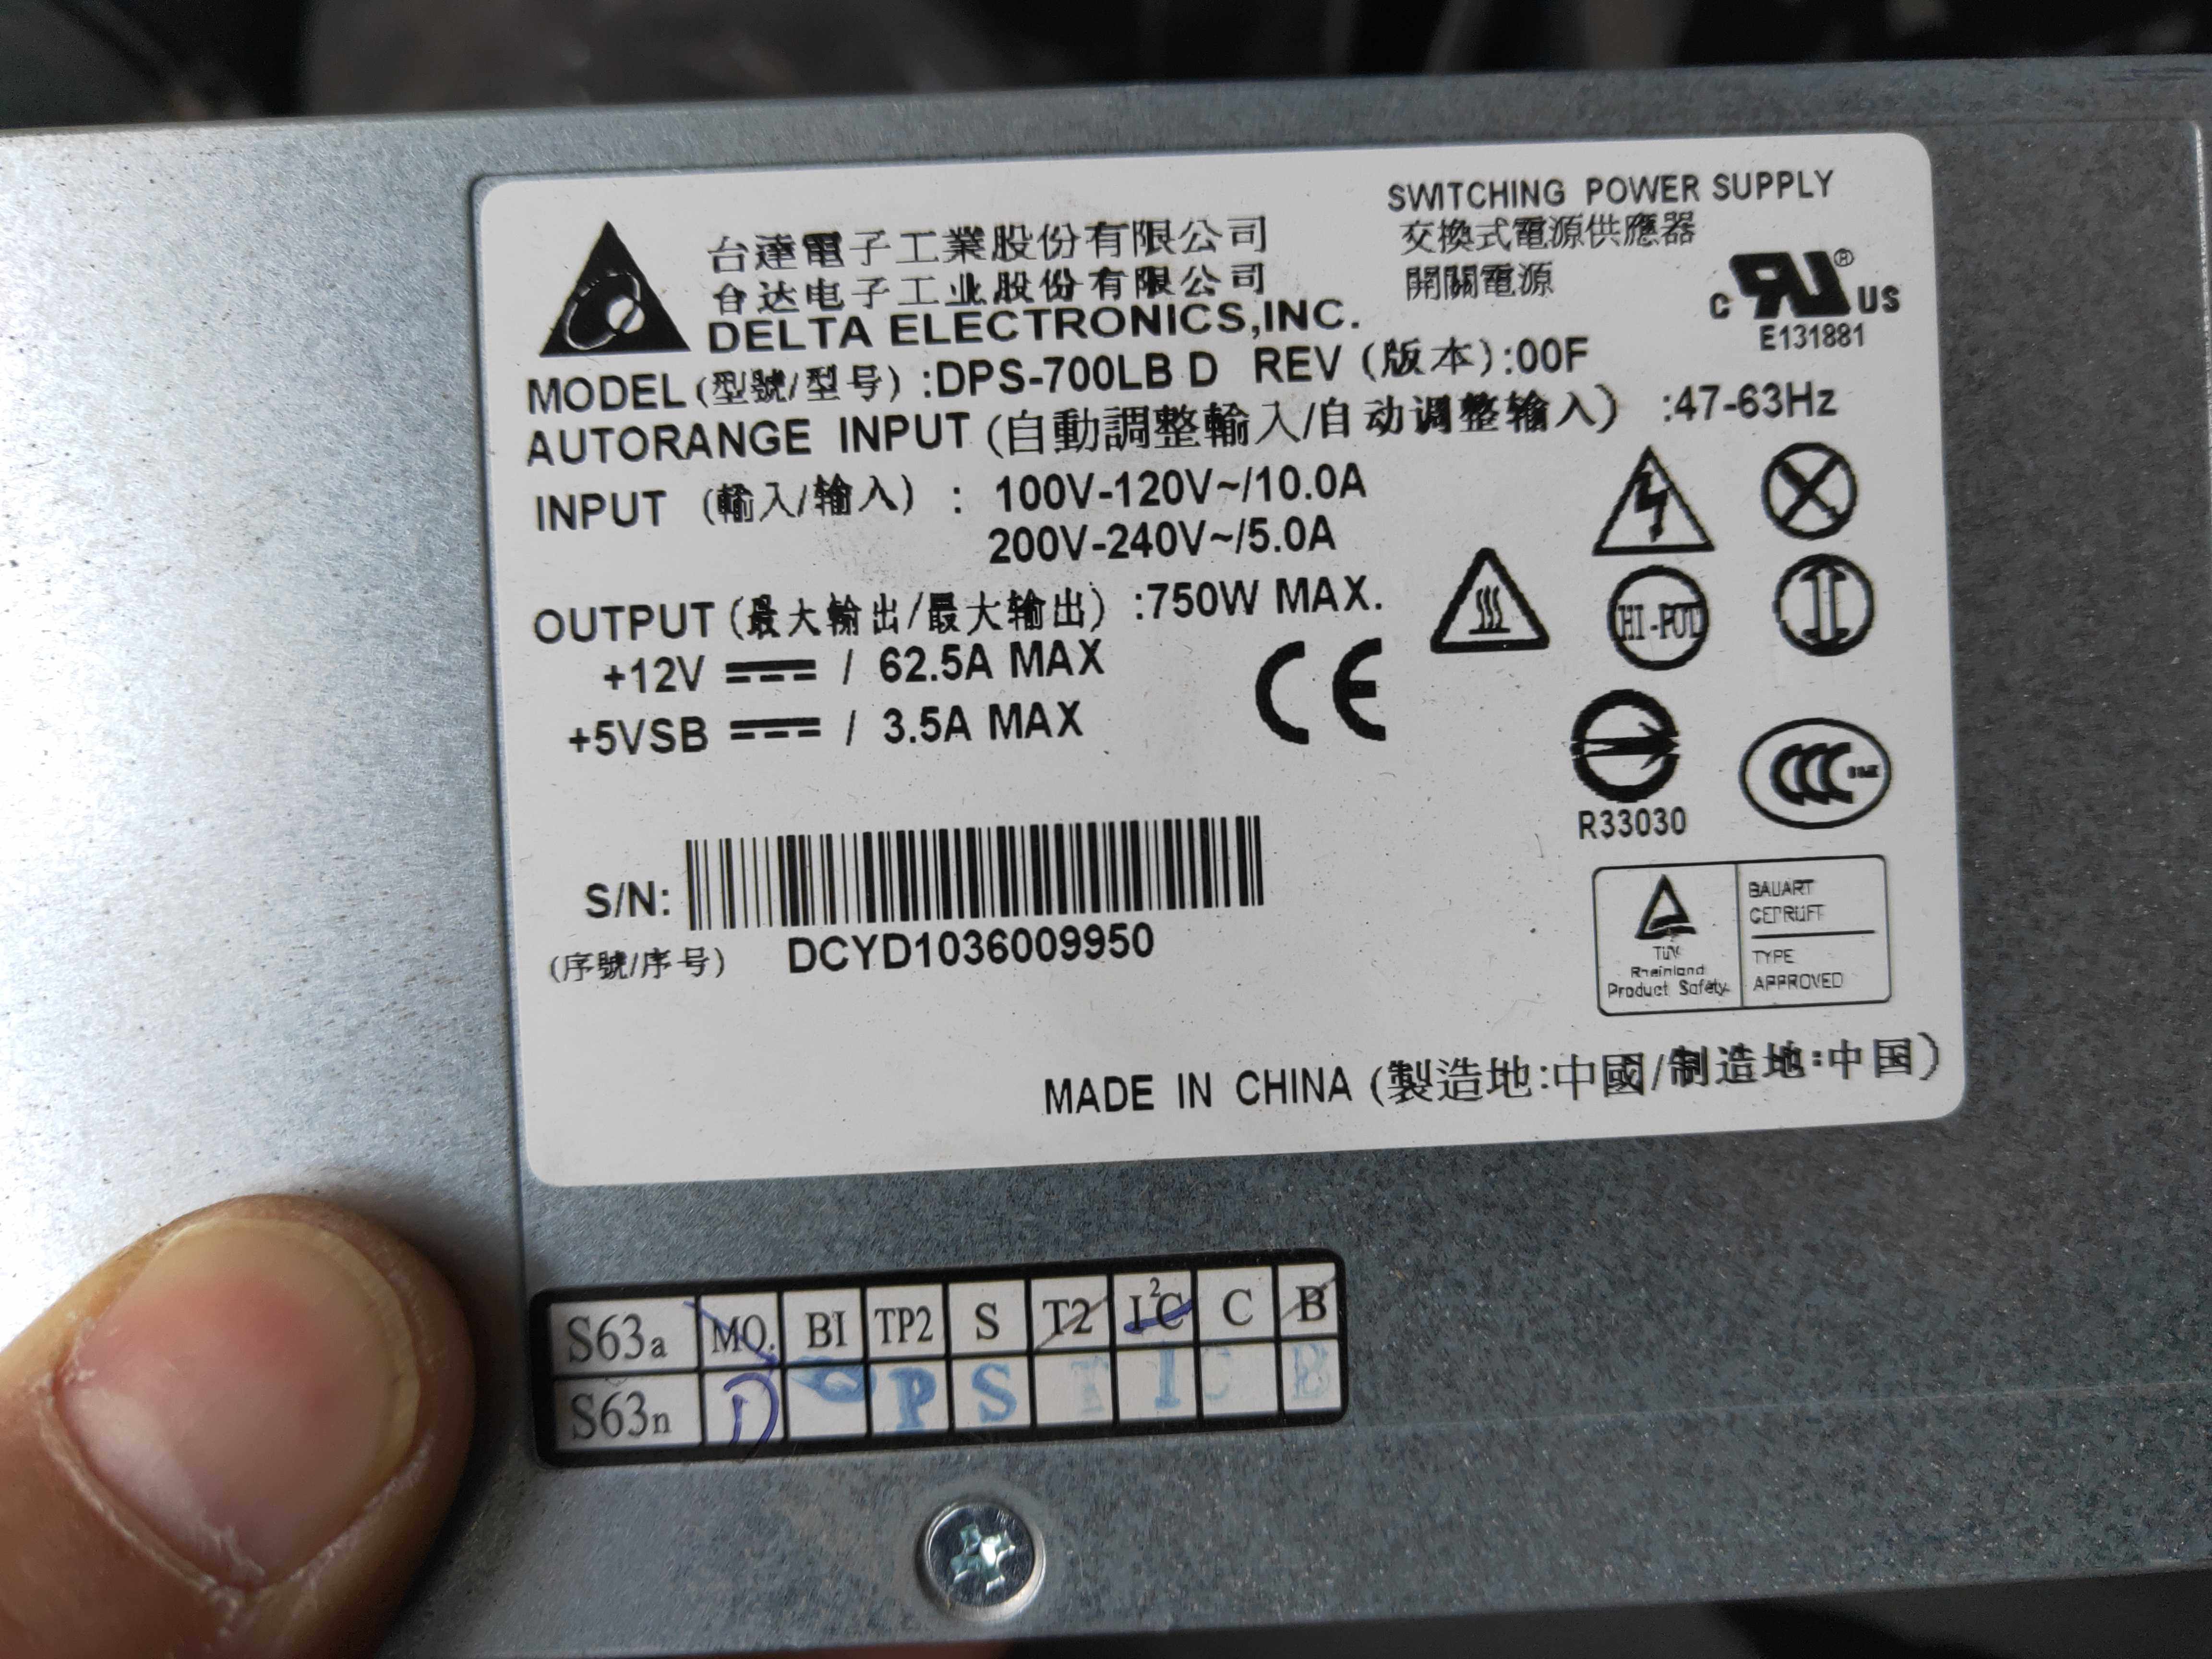 SWITCHING POWER SUPPLY
交換式電源供應器
開關電源
台達電子工業股份有限公司
台达电子工业股份有限公司
DELTA ELECTRONICS,INC.
C RU ® US
E131881
MODEL (型號/型号) :DPS-700LB D REV (版本):00F
AUTORANGE INPUT (自動調整輸入/自动调整输入) :47-63Hz
INPUT (輸入/输入) : 100V-120V~/10.0A
200V-240V~/5.0A
OUTPUT (最大輸出/最大输出) :750W MAX.
+12V ⎓ / 62.5A MAX
+5VSB ⎓ / 3.5A MAX
HI-POT
CE
CCC
R33030
S/N:
(序號/序号) DCYD1036009950
TÜV
Rheinland
Product Safety
BAUART
GEPRÜFT
TYPE
APPROVED
MADE IN CHINA (製造地:中國/制造地:中国)
S63a MO. BI TP2 S T2 I²C C B
S63n D P S T I C B